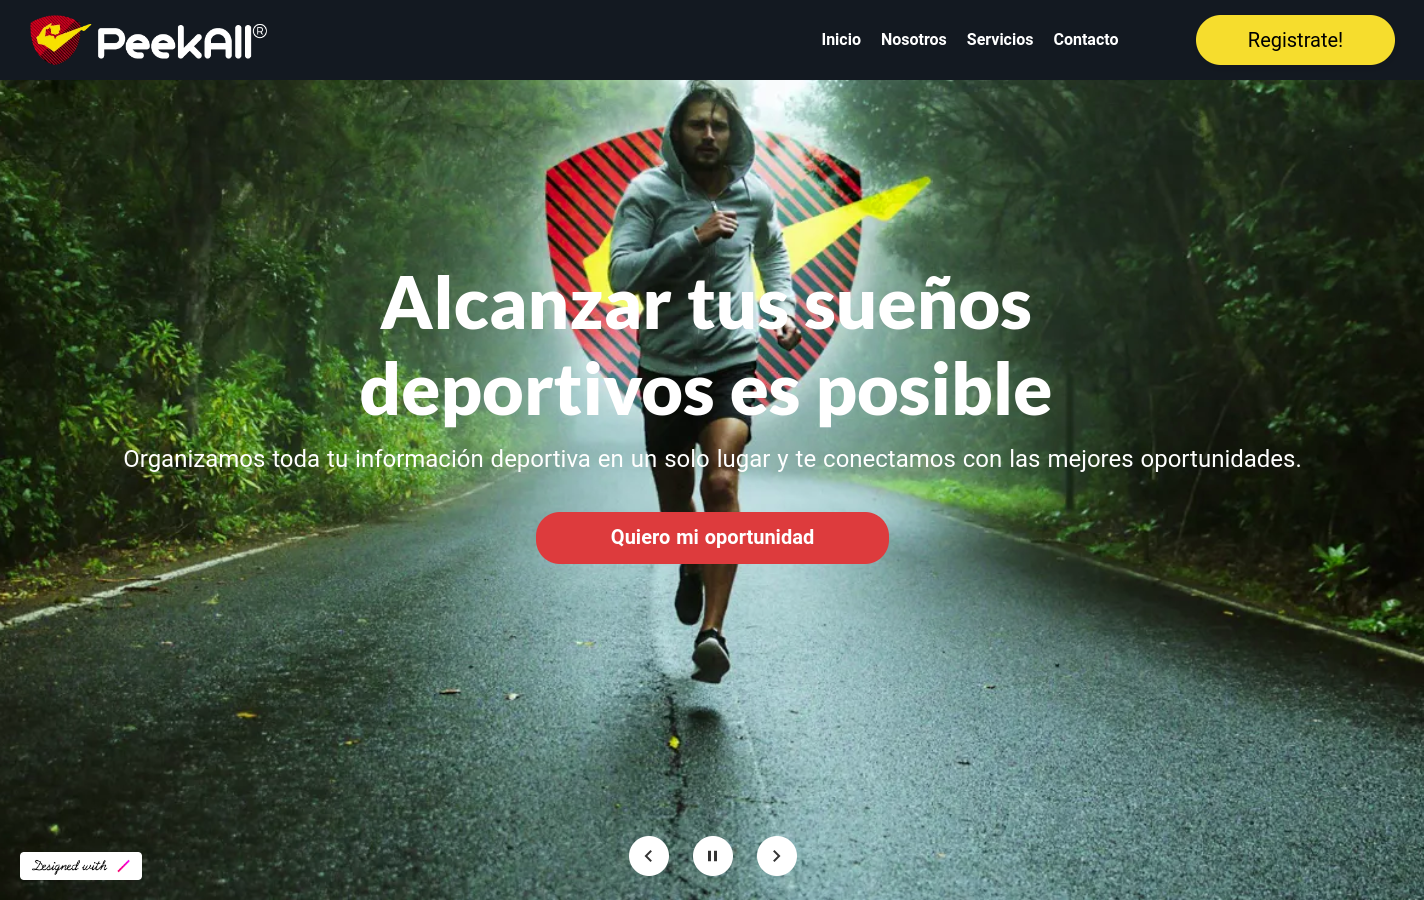 PeekAll®
Inicio Nosotros Servicios Contacto
Registrate!
Alcanzar tus sueños
deportivos es posible
Organizamos toda tu información deportiva en un solo lugar y te conectamos con las mejores oportunidades.
Quiero mi oportunidad
Designed with